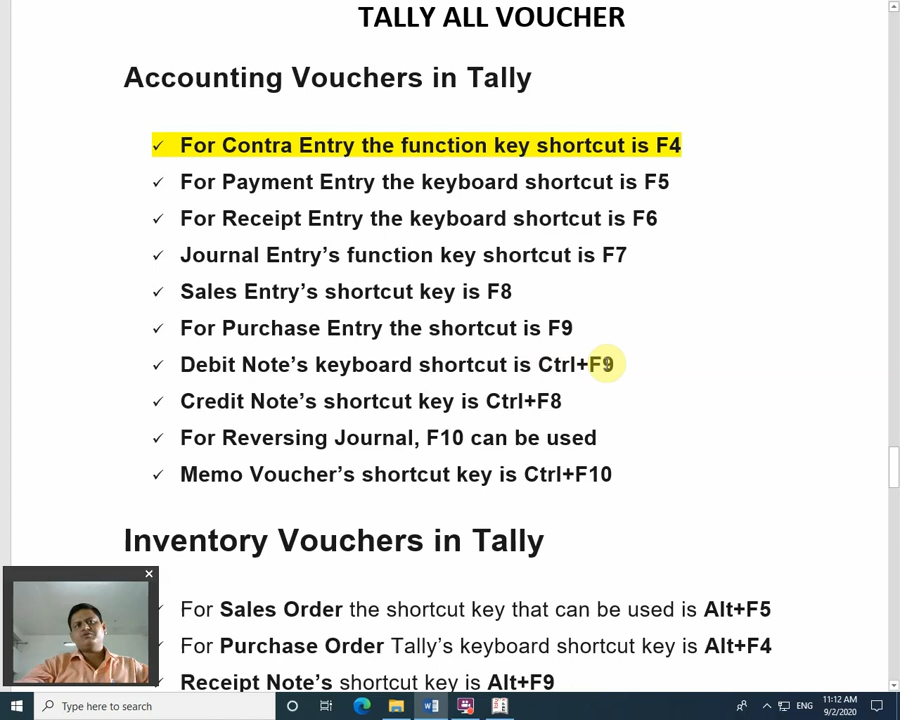 TALLY ALL VOUCHER
Accounting Vouchers in Tally
✓ For Contra Entry the function key shortcut is F4
✓ For Payment Entry the keyboard shortcut is F5
✓ For Receipt Entry the keyboard shortcut is F6
✓ Journal Entry’s function key shortcut is F7
✓ Sales Entry’s shortcut key is F8
✓ For Purchase Entry the shortcut is F9
✓ Debit Note’s keyboard shortcut is Ctrl+F9
✓ Credit Note’s shortcut key is Ctrl+F8
✓ For Reversing Journal, F10 can be used
✓ Memo Voucher’s shortcut key is Ctrl+F10
Inventory Vouchers in Tally
For Sales Order the shortcut key that can be used is Alt+F5
For Purchase Order Tally’s keyboard shortcut key is Alt+F4
Receipt Note’s shortcut key is Alt+F9
Type here to search
ENG
11:12 AM
9/2/2020